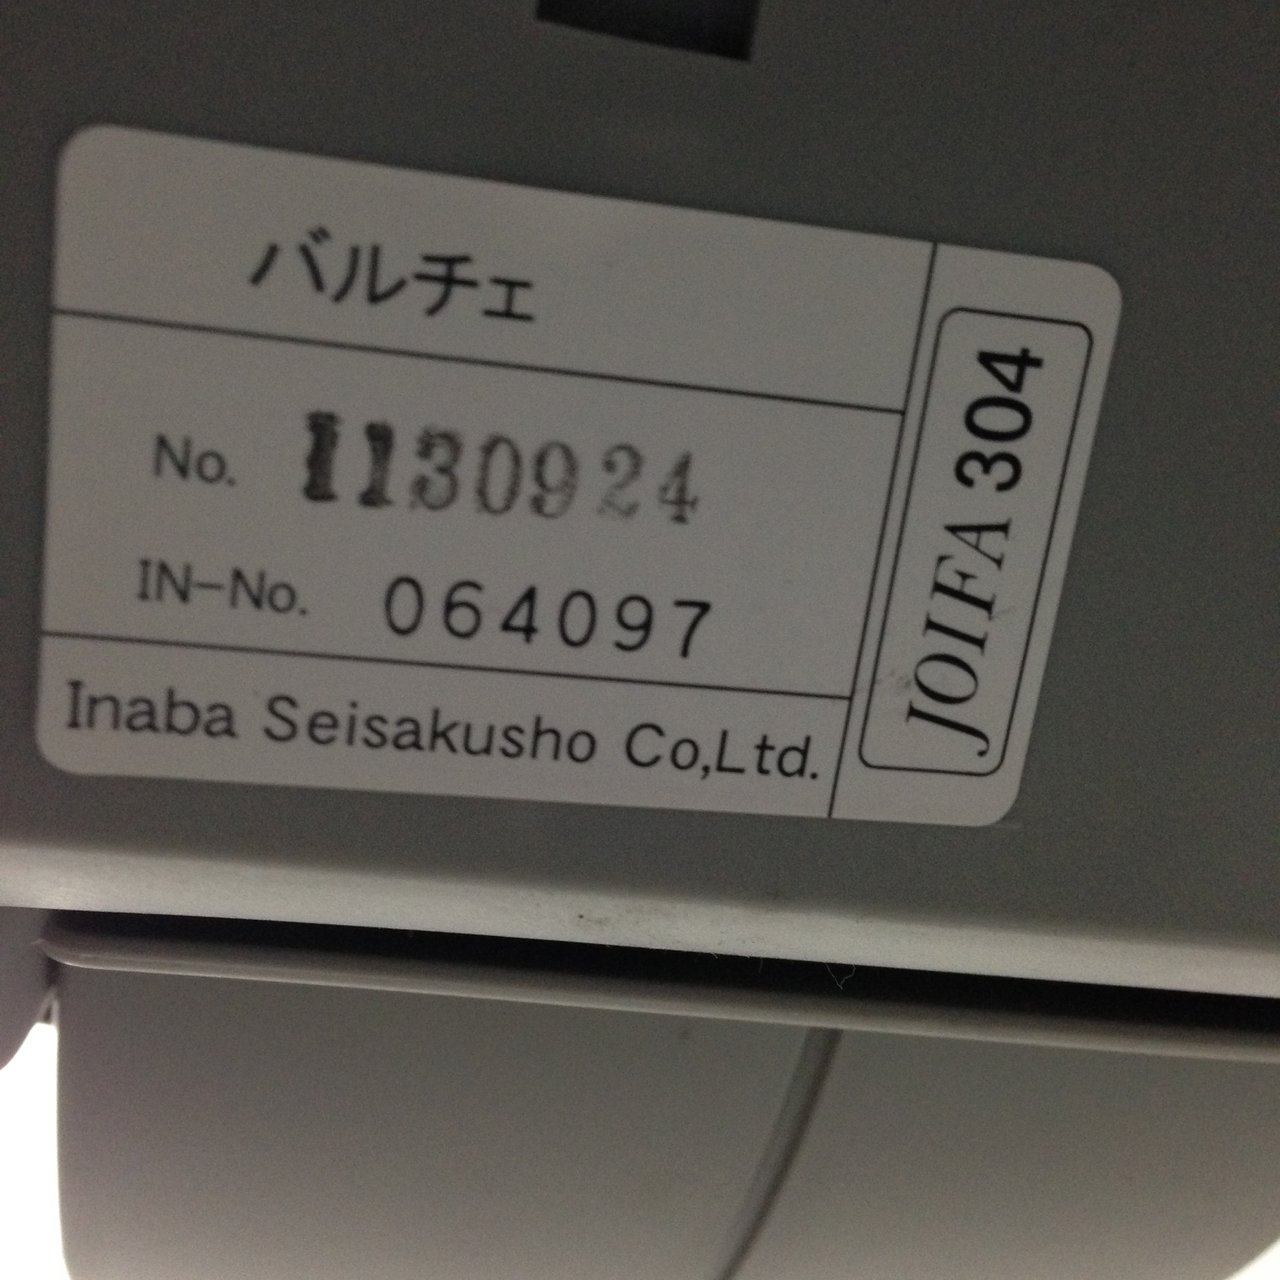 バルチェ
No. 1130924
IN-No. 064097
Inaba Seisakusho Co,Ltd.
JOIFA 304